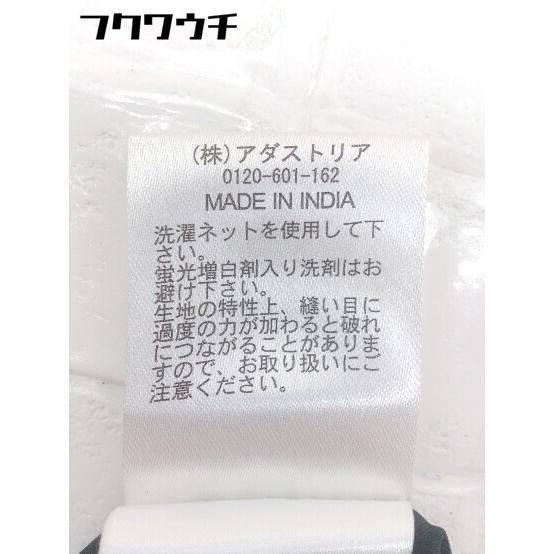 フクワウチ
(株)アダストリア
0120-601-162
MADE IN INDIA
洗濯ネットを使用して下
さい。
蛍光増白剤入り洗剤はお
避け下さい。
生地の特性上、縫い目に
過度の力が加わると破れ
につながることがありま
すので、お取り扱いにご
注意ください。